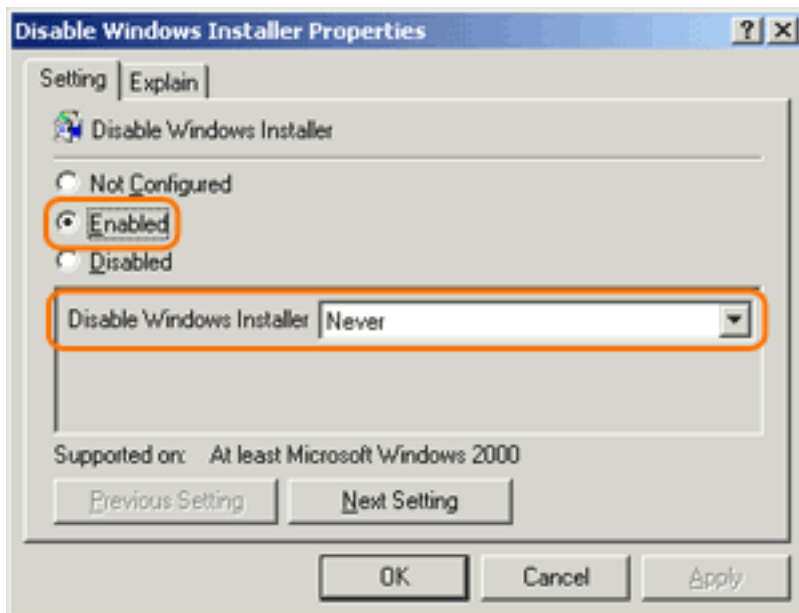 Disable Windows Installer Properties
Setting Explain
Disable Windows Installer
Not Configured
Enabled
Disabled
Disable Windows Installer Never
Supported on: At least Microsoft Windows 2000
Previous Setting Next Setting
OK Cancel Apply